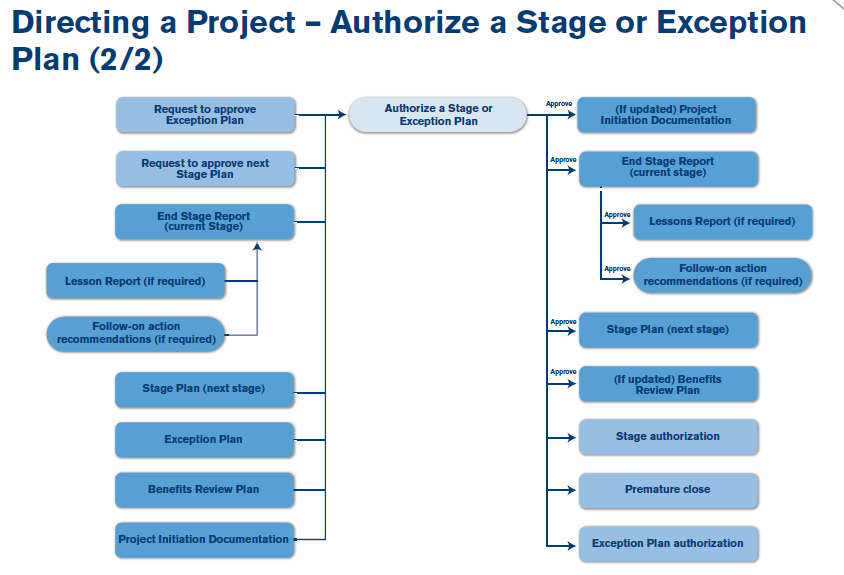 Directing a Project – Authorize a Stage or Exception
Plan (2/2)
Request to approve
Exception Plan
Request to approve next
Stage Plan
End Stage Report
(current Stage)
Lesson Report (if required)
Follow-on action
recommendations (if required)
Stage Plan (next stage)
Exception Plan
Benefits Review Plan
Project Initiation Documentation
Authorize a Stage or
Exception Plan
Approve
(If updated) Project
Initiation Documentation
Approve
End Stage Report
(current stage)
Approve
Lessons Report (if required)
Approve
Follow-on action
recommendations (if required)
Approve
Stage Plan (next stage)
Approve
(If updated) Benefits
Review Plan
Stage authorization
Premature close
Exception Plan authorization